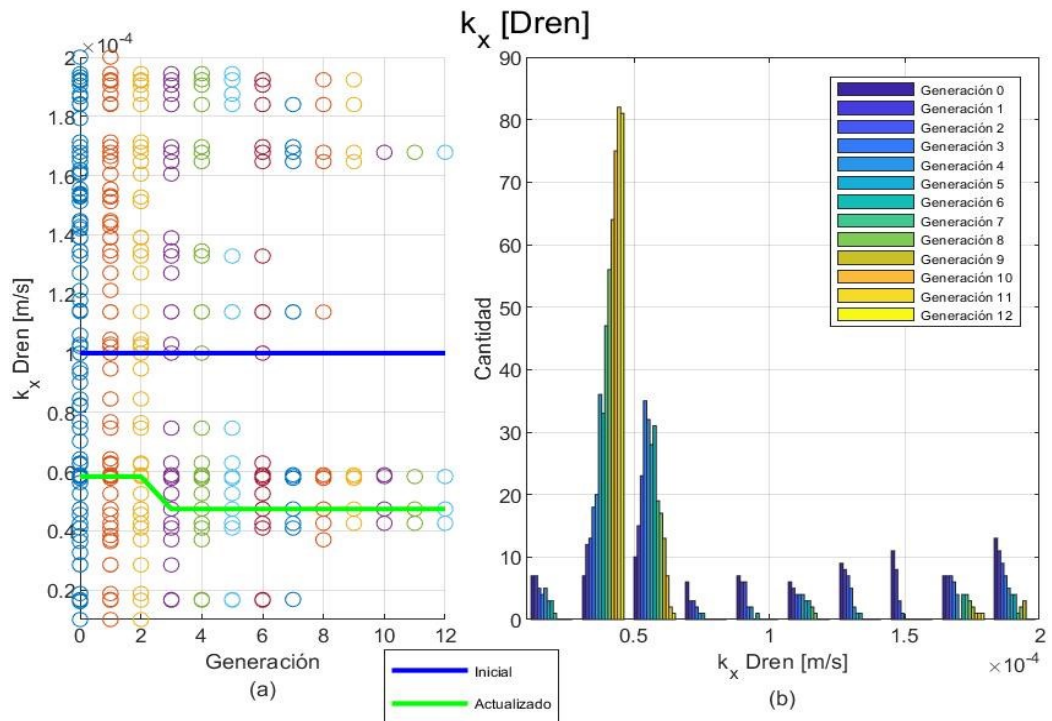 k_x [Dren]
×10^-4
2
1.8
1.6
1.4
1.2
1
0.8
0.6
0.4
0.2
k_x Dren [m/s]
0 2 4 6 8 10 12
Generación
(a)
Inicial
Actualizado
90
80
70
60
50
40
30
20
10
0
Cantidad
Generación 0
Generación 1
Generación 2
Generación 3
Generación 4
Generación 5
Generación 6
Generación 7
Generación 8
Generación 9
Generación 10
Generación 11
Generación 12
0.5 1 1.5 2
k_x Dren [m/s]
×10^-4
(b)